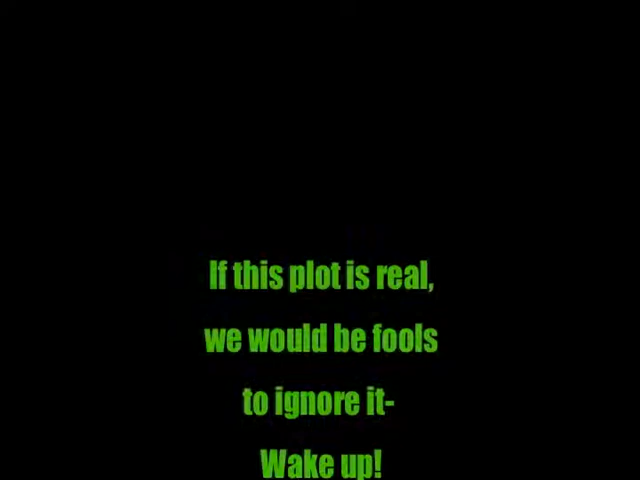 If this plot is real,
we would be fools
to ignore it-
Wake up!